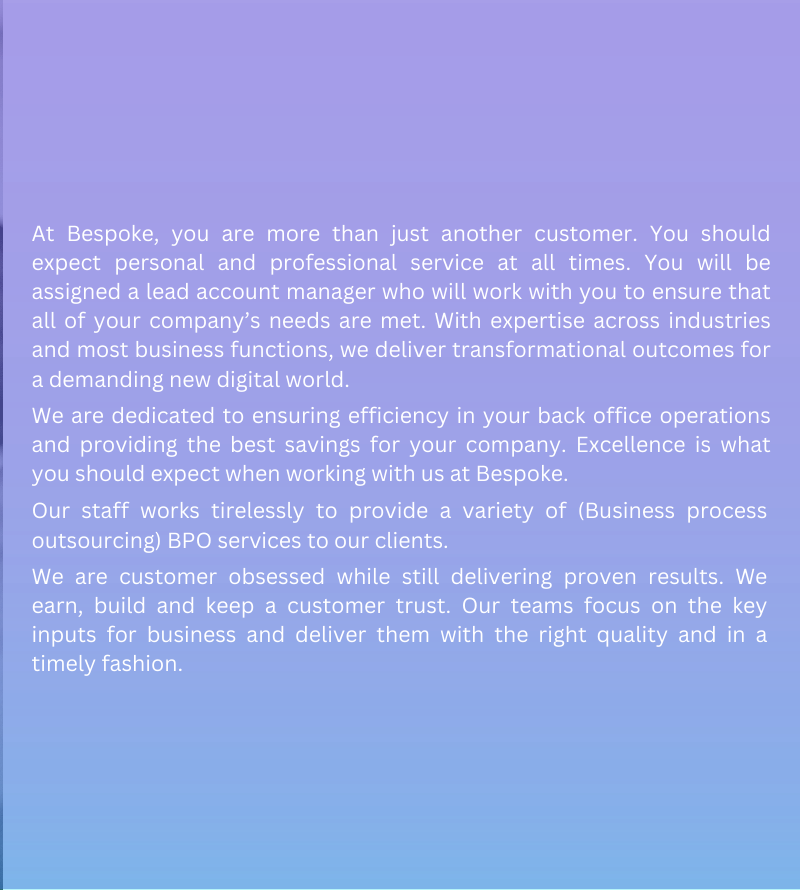 At Bespoke, you are more than just another customer. You should
expect personal and professional service at all times. You will be
assigned a lead account manager who will work with you to ensure that
all of your company’s needs are met. With expertise across industries
and most business functions, we deliver transformational outcomes for
a demanding new digital world.
We are dedicated to ensuring efficiency in your back office operations
and providing the best savings for your company. Excellence is what
you should expect when working with us at Bespoke.
Our staff works tirelessly to provide a variety of (Business process
outsourcing) BPO services to our clients.
We are customer obsessed while still delivering proven results. We
earn, build and keep a customer trust. Our teams focus on the key
inputs for business and deliver them with the right quality and in a
timely fashion.